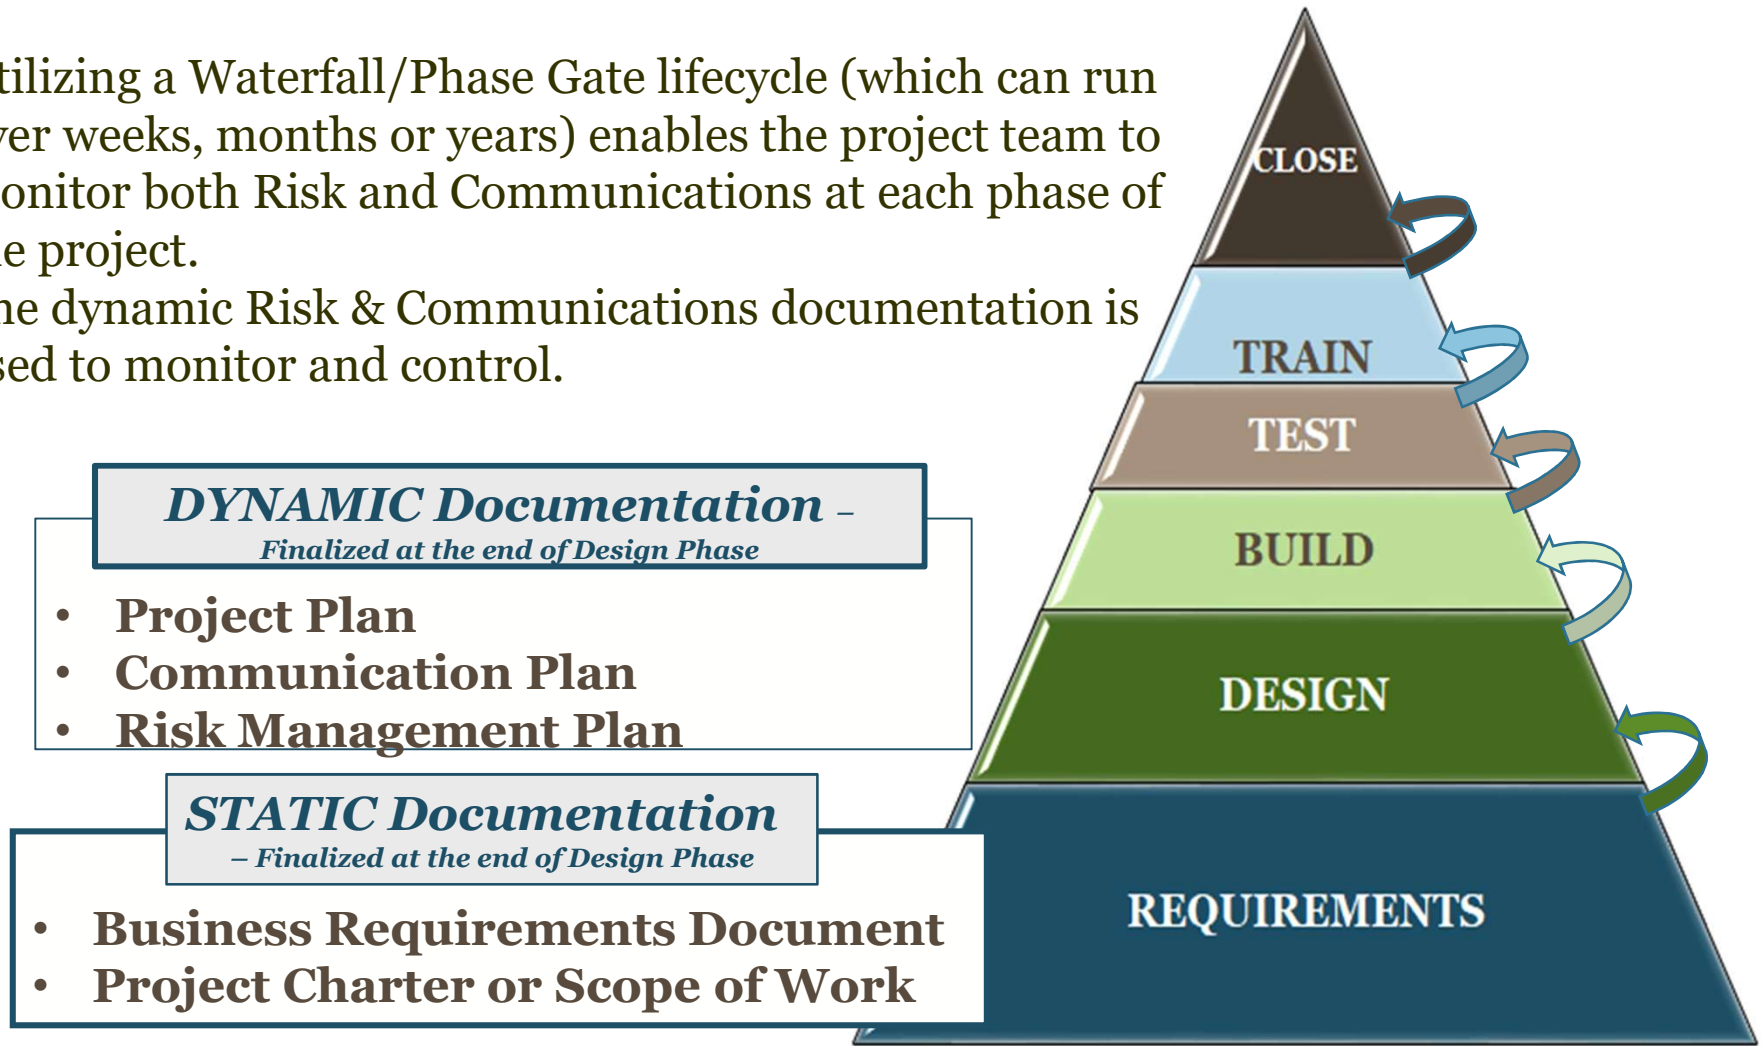 tilizing a Waterfall/Phase Gate lifecycle (which can run
ver weeks, months or years) enables the project team to
onitor both Risk and Communications at each phase of
e project.
ne dynamic Risk & Communications documentation is
sed to monitor and control.
DYNAMIC Documentation –
Finalized at the end of Design Phase
• Project Plan
• Communication Plan
• Risk Management Plan
STATIC Documentation
– Finalized at the end of Design Phase
• Business Requirements Document
• Project Charter or Scope of Work
CLOSE
TRAIN
TEST
BUILD
DESIGN
REQUIREMENTS